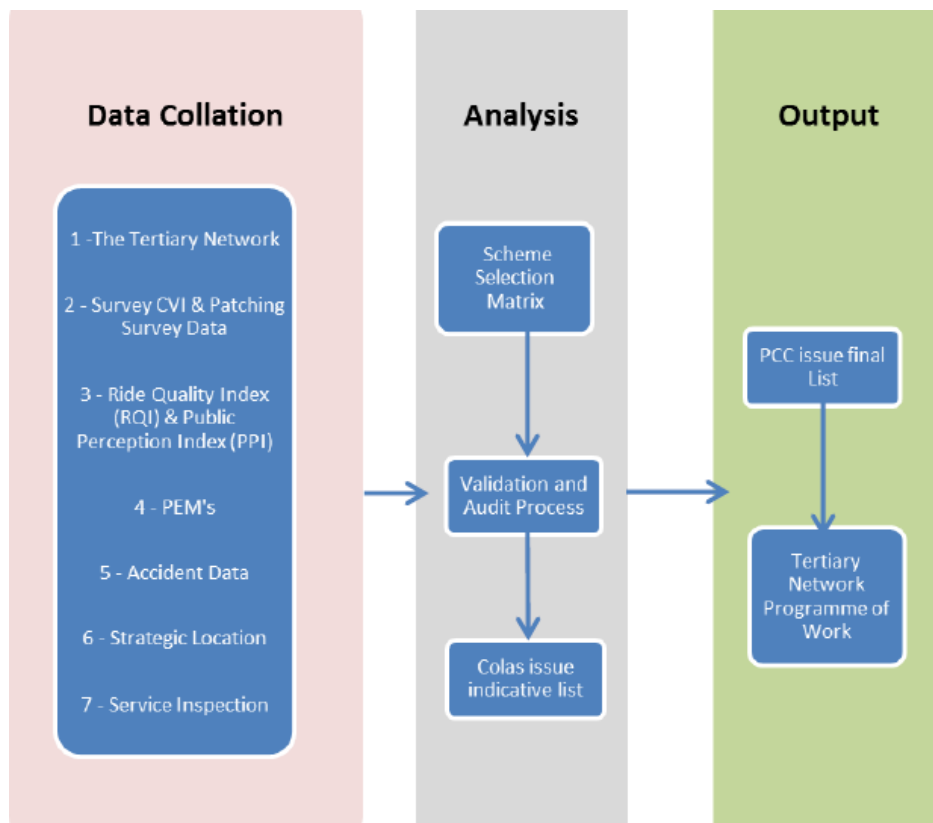 Data Collation
1 -The Tertiary Network
2 - Survey CVI & Patching
Survey Data
3 - Ride Quality Index
(RQI) & Public
Perception Index (PPI)
4 - PEM's
5 - Accident Data
6 - Strategic Location
7 - Service Inspection
Analysis
Scheme
Selection
Matrix
Validation and
Audit Process
Colas issue
indicative list
Output
PCC issue final
List
Tertiary
Network
Programme of
Work